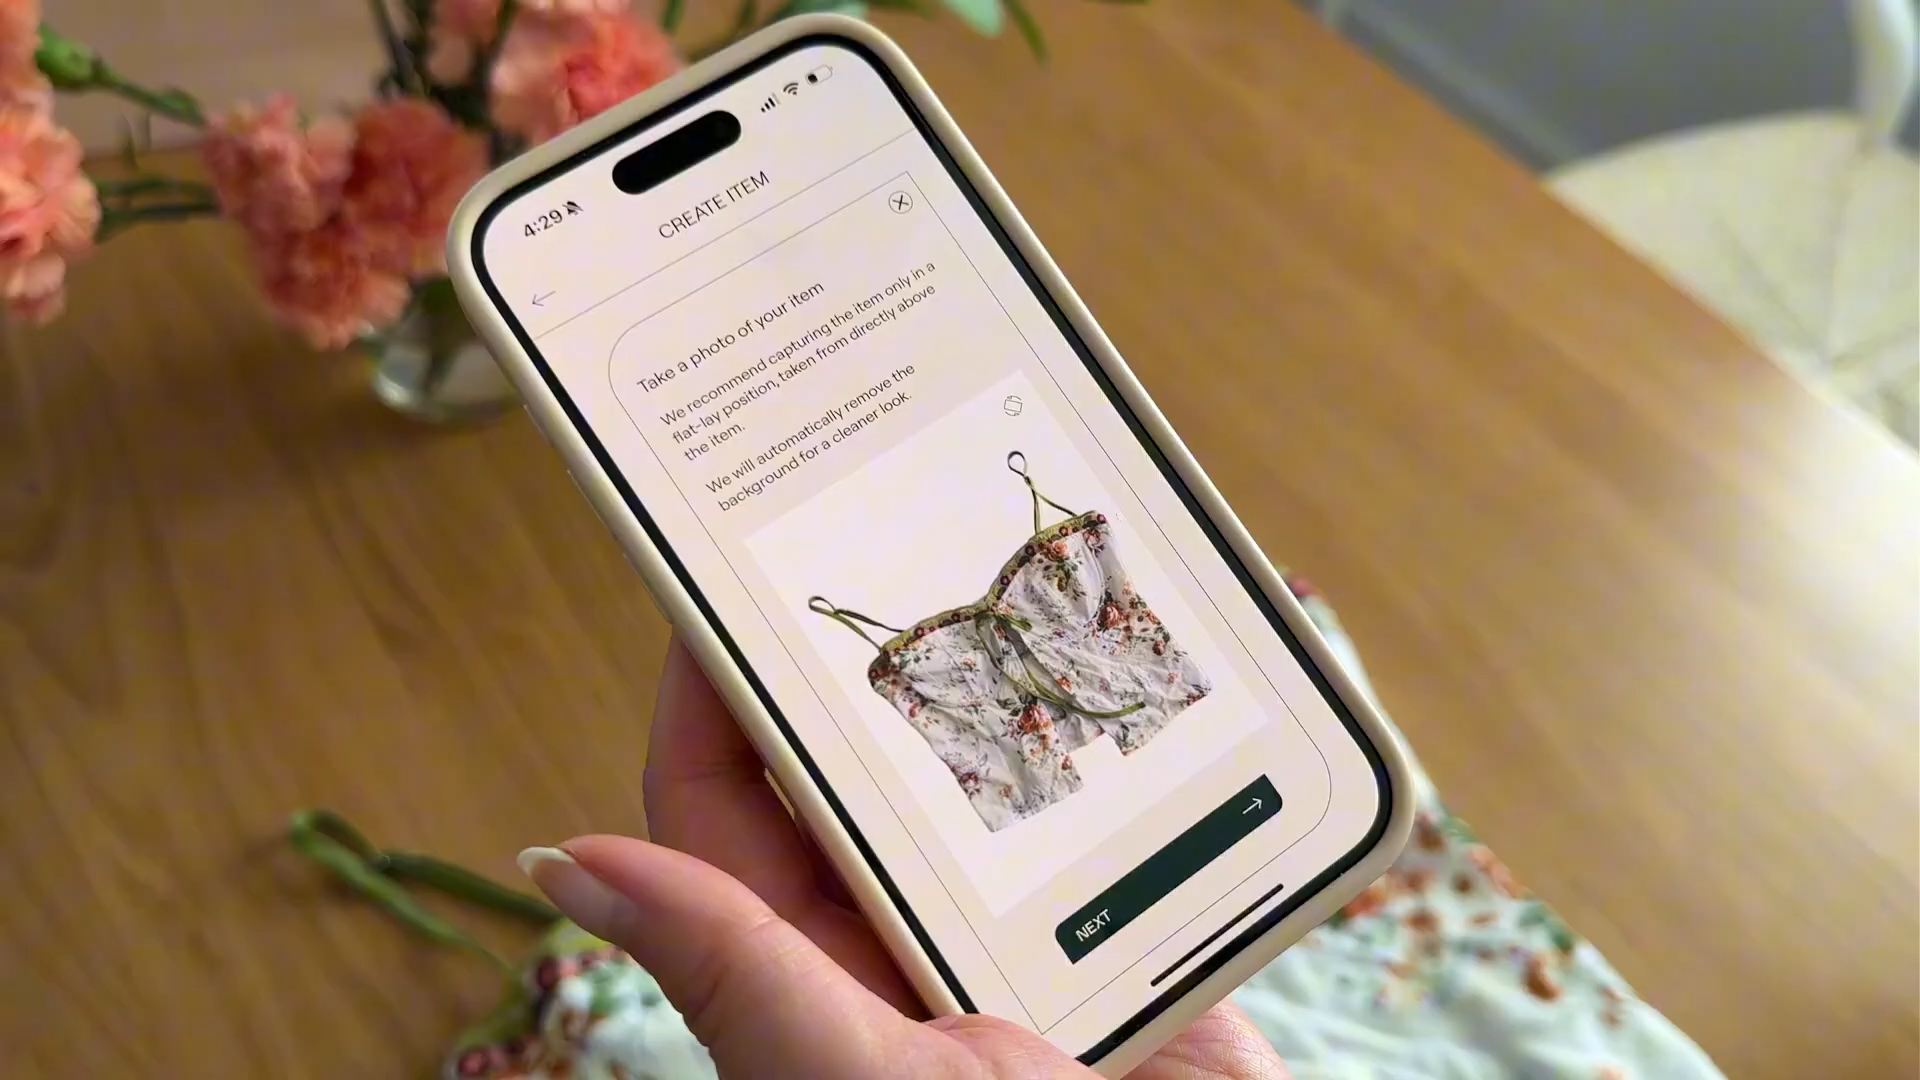 4:29
CREATE ITEM
Take a photo of your item
We recommend capturing the item only in a
flat-lay position, taken from directly above
the item.
We will automatically remove the
background for a cleaner look.
NEXT